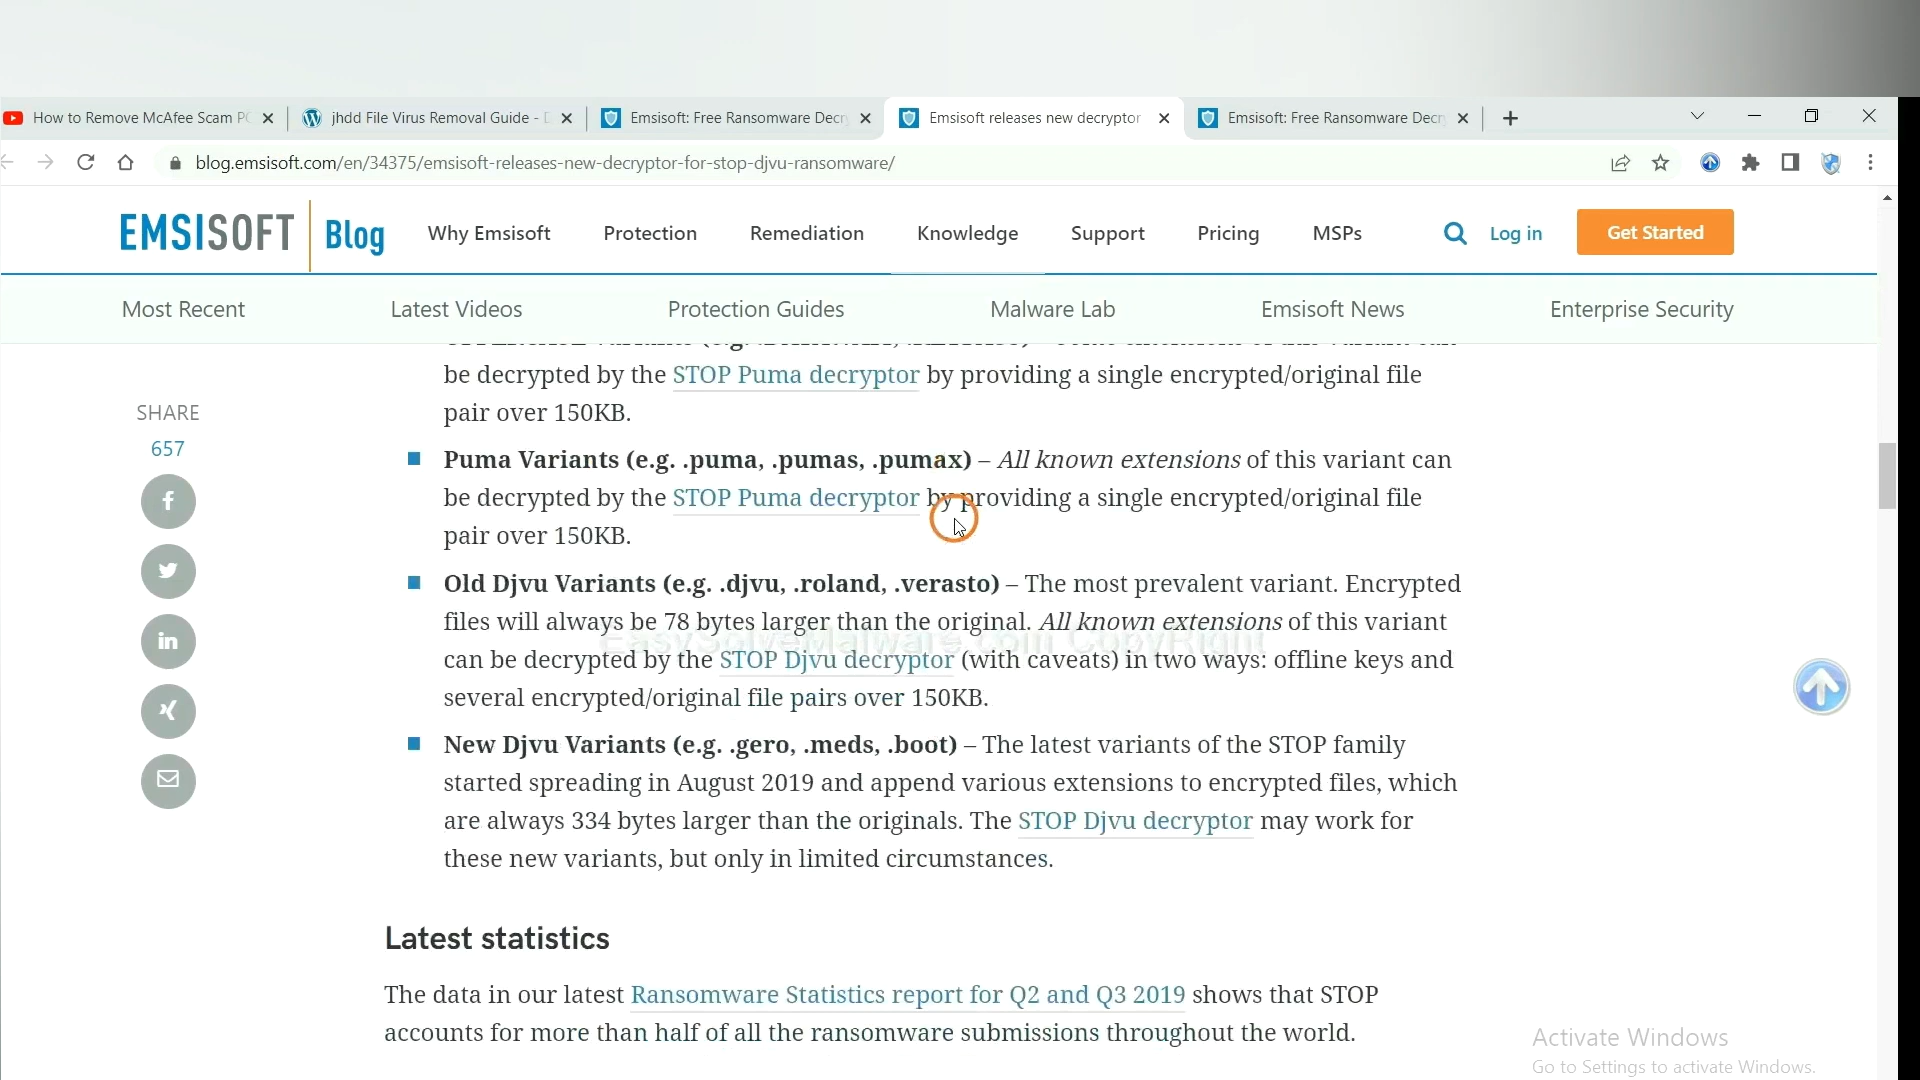 How to Remove McAfee Scam PC
jhdd File Virus Removal Guide - D
Emsisoft: Free Ransomware Decr
Emsisoft releases new decryptor
Emsisoft: Free Ransomware Decr
blog.emsisoft.com/en/34375/emsisoft-releases-new-decryptor-for-stop-djvu-ransomware/
EMSISOFT Blog Why Emsisoft Protection Remediation Knowledge Support Pricing MSPs Log in Get Started
Most Recent Latest Videos Protection Guides Malware Lab Emsisoft News Enterprise Security
SHARE
657
be decrypted by the STOP Puma decryptor by providing a single encrypted/original file
pair over 150KB.
Puma Variants (e.g. .puma, .pumas, .pumax) – All known extensions of this variant can
be decrypted by the STOP Puma decryptor by providing a single encrypted/original file
pair over 150KB.
Old Djvu Variants (e.g. .djvu, .roland, .verasto) – The most prevalent variant. Encrypted
files will always be 78 bytes larger than the original. All known extensions of this variant
EasySolveMalware.com CopyRight
can be decrypted by the STOP Djvu decryptor (with caveats) in two ways: offline keys and
several encrypted/original file pairs over 150KB.
New Djvu Variants (e.g. .gero, .meds, .boot) – The latest variants of the STOP family
started spreading in August 2019 and append various extensions to encrypted files, which
are always 334 bytes larger than the originals. The STOP Djvu decryptor may work for
these new variants, but only in limited circumstances.
Latest statistics
The data in our latest Ransomware Statistics report for Q2 and Q3 2019 shows that STOP
accounts for more than half of all the ransomware submissions throughout the world.
Activate Windows
Go to Settings to activate Windows.